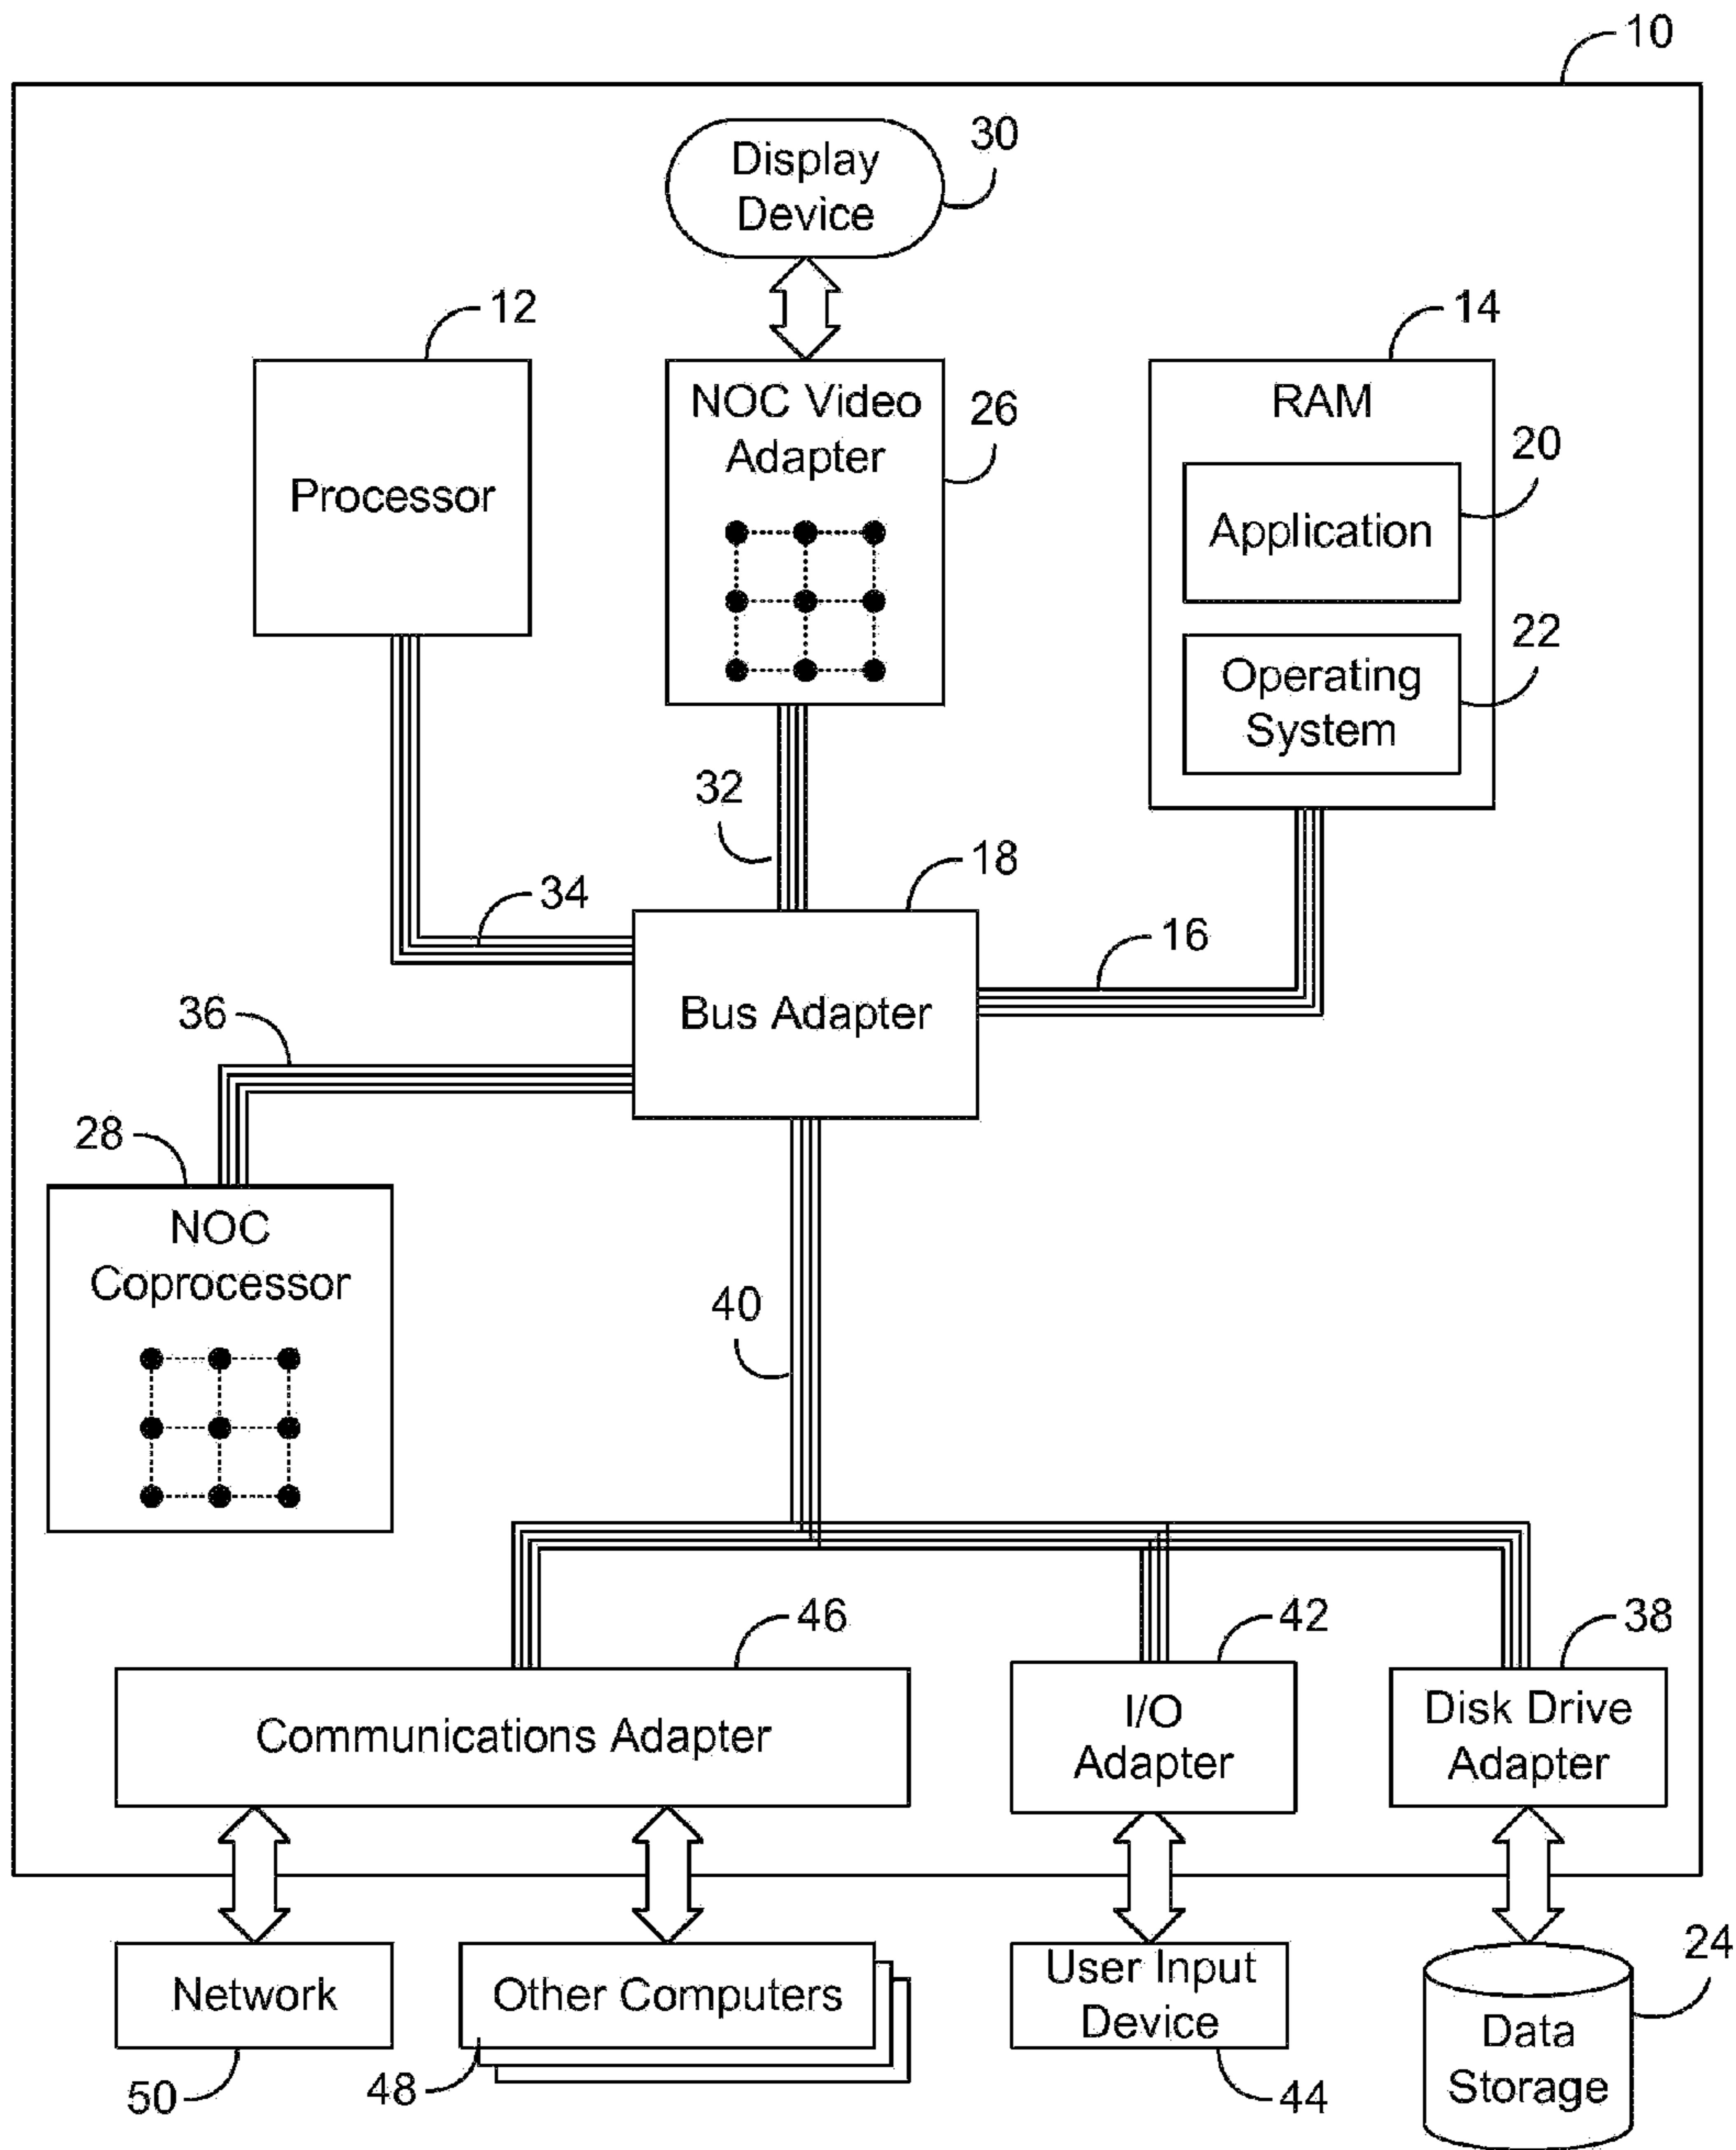 10
Display
Device
30
12
14
Processor
NOC Video
Adapter
26
RAM
20
Application
22
Operating
System
32
18
34
16
Bus Adapter
36
28
NOC
Coprocessor
40
46
42
38
Communications Adapter
I/O
Adapter
Disk Drive
Adapter
Network
50
Other Computers
48
User Input
Device
44
24
Data
Storage